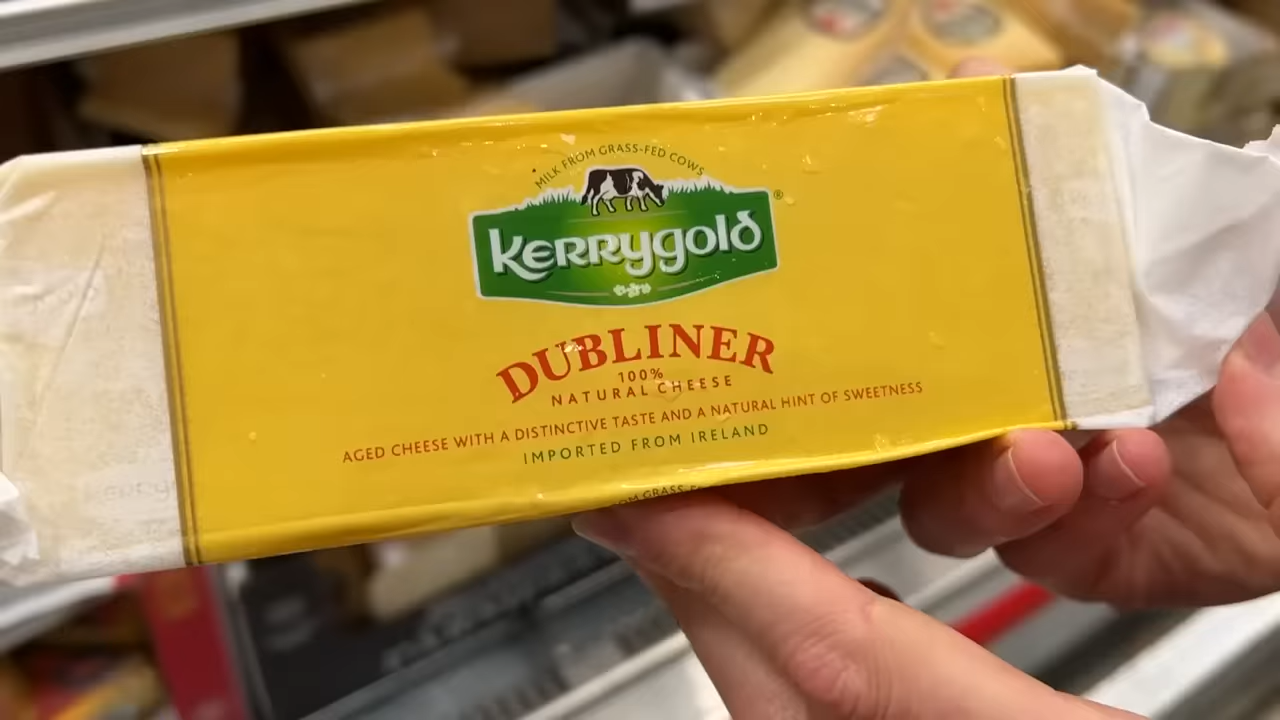 MILK FROM GRASS-FED COWS
Kerrygold®
DUBLINER
100%
NATURAL CHEESE
AGED CHEESE WITH A DISTINCTIVE TASTE AND A NATURAL HINT OF SWEETNESS
IMPORTED FROM IRELAND
FROM GRASS-